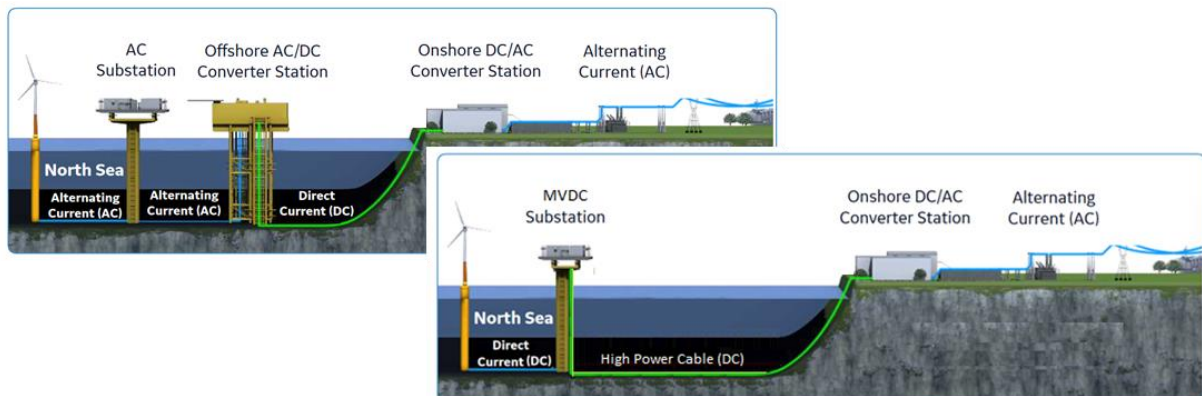 AC
Substation
Offshore AC/DC
Converter Station
Onshore DC/AC
Converter Station
Alternating
Current (AC)
North Sea
Alternating
Current (AC)
Alternating
Current (AC)
Direct
Current (DC)
MVDC
Substation
Onshore DC/AC
Converter Station
Alternating
Current (AC)
North Sea
Direct
Current (DC)
High Power Cable (DC)